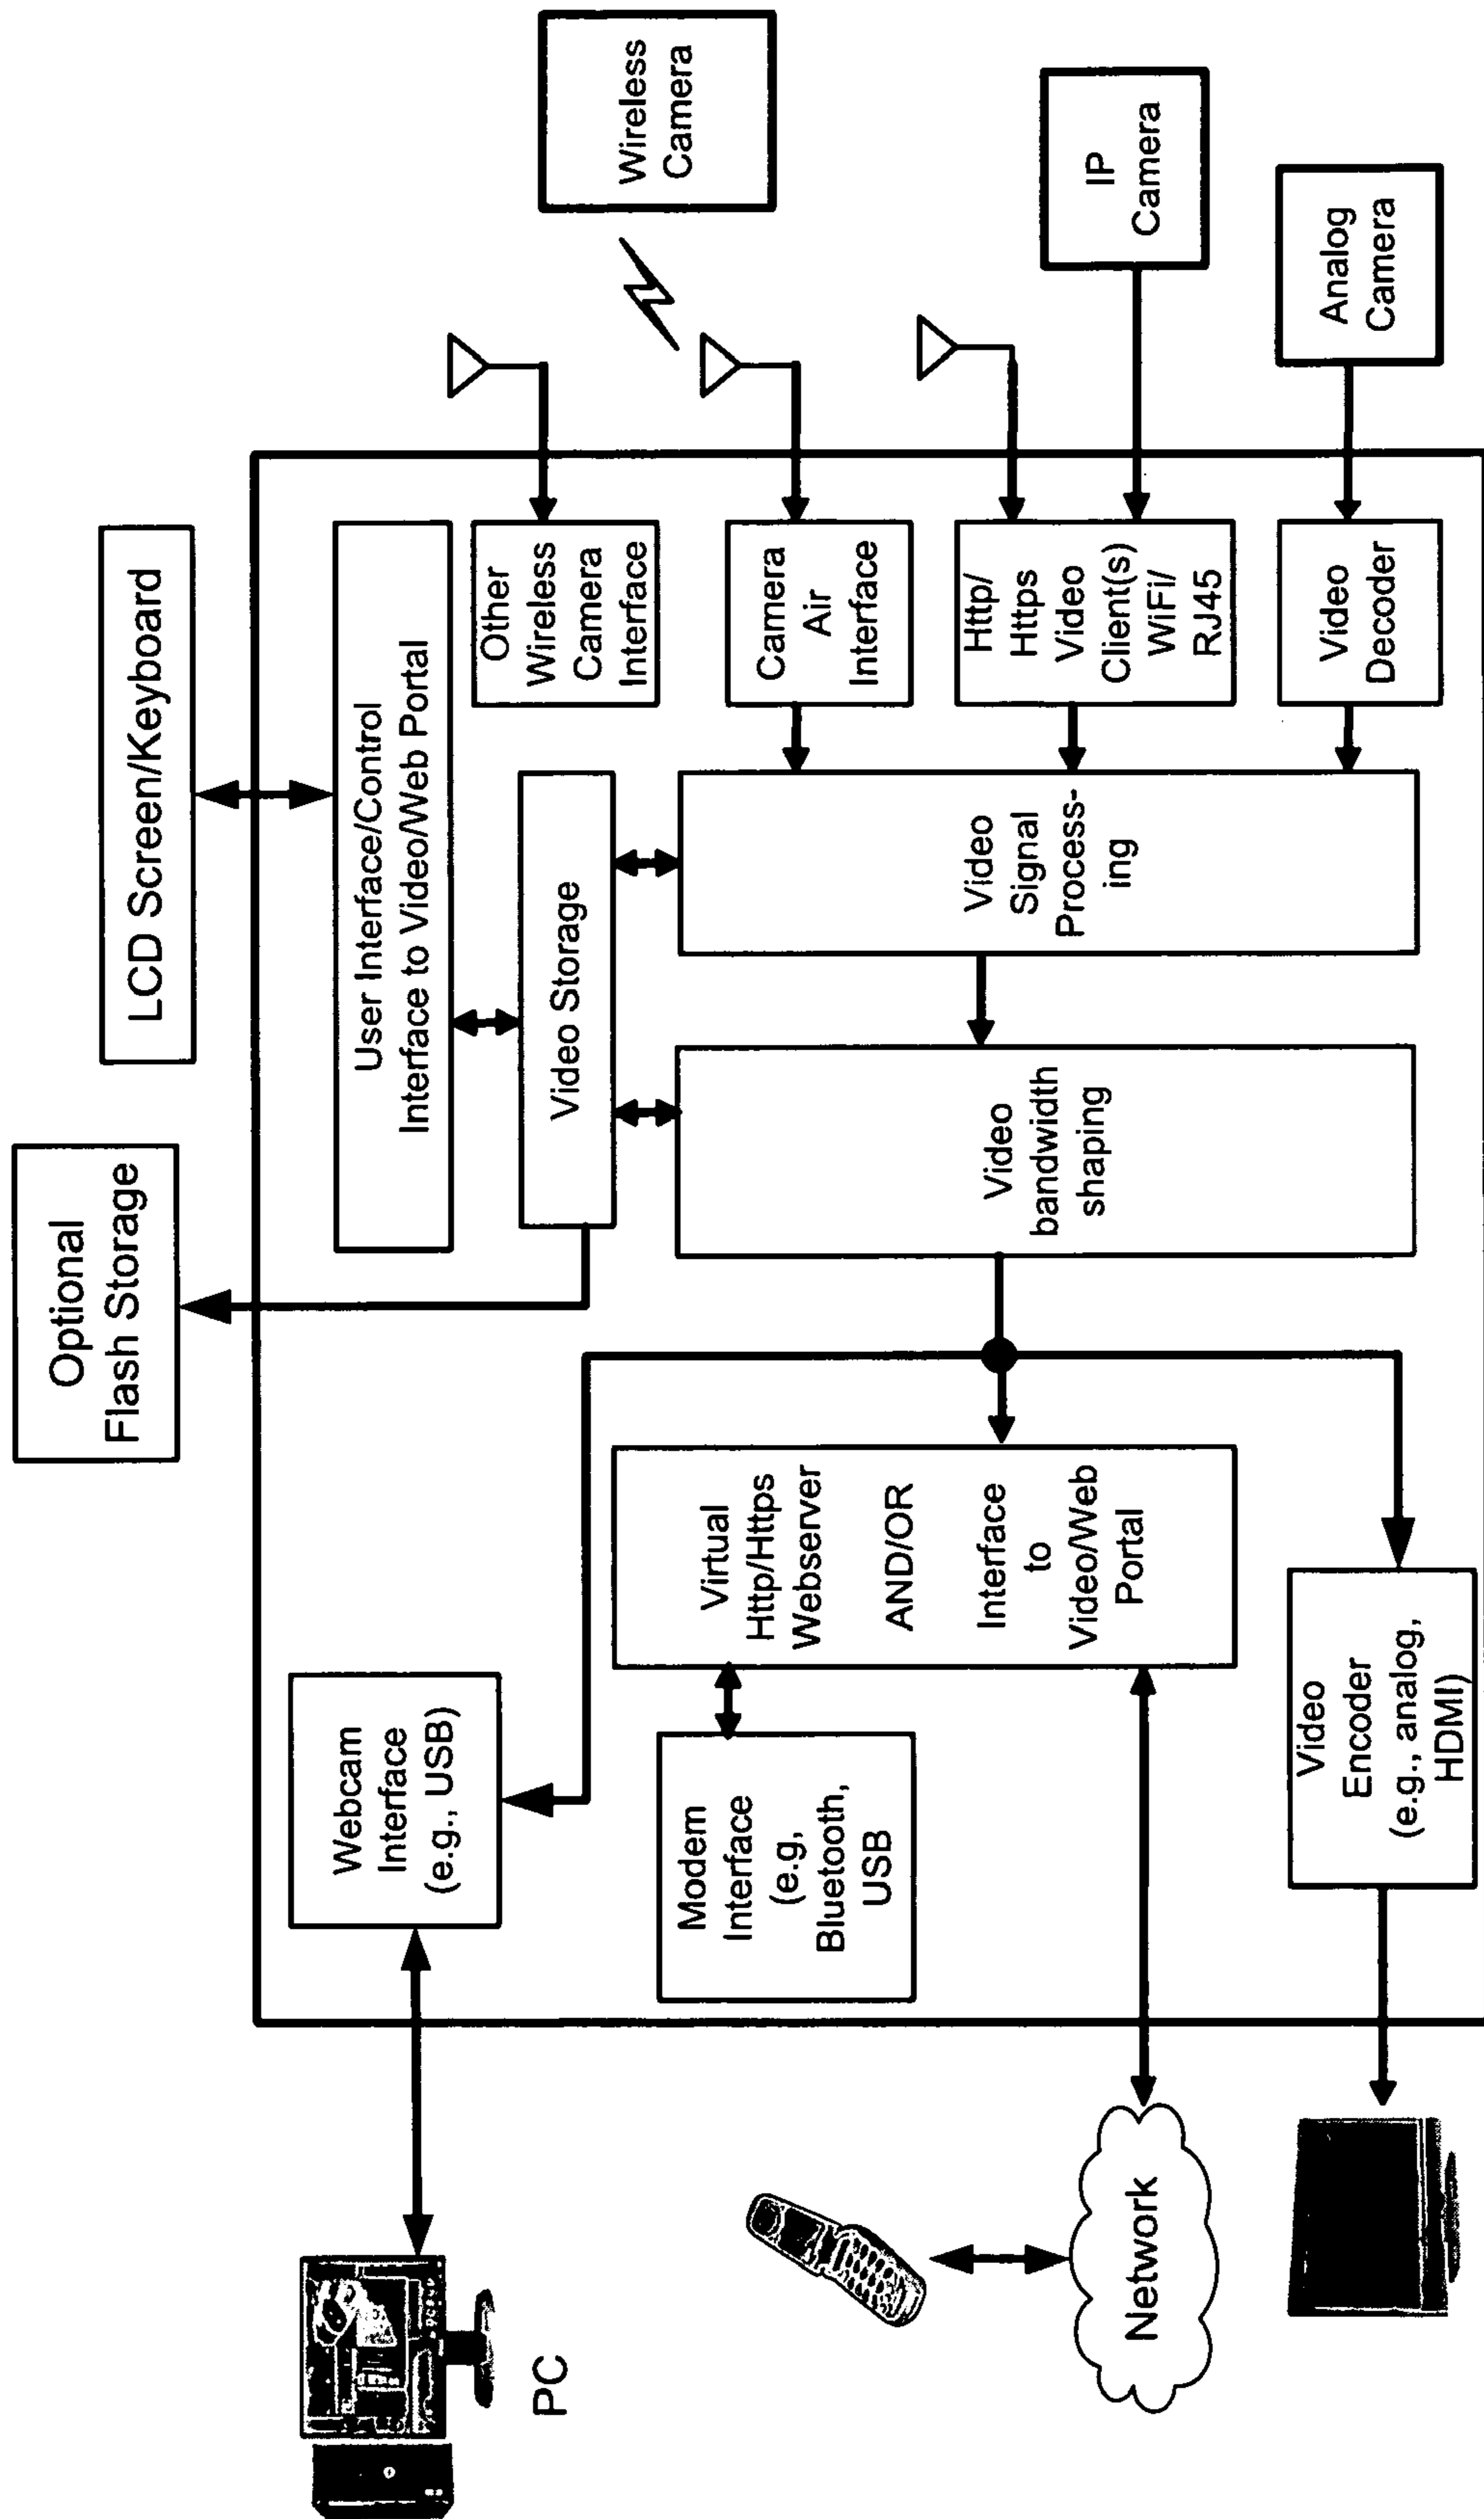 Optional
Flash Storage
LCD Screen/Keyboard
User Interface/Control
Interface to Video/Web Portal
Webcam
Interface
(e.g., USB)
PC
Video Storage
Other
Wireless
Camera
Interface
Wireless
Camera
Modem
Interface
(e.g,
Bluetooth,
USB
Virtual
Http/Https
Webserver
AND/OR
Interface
to
Video/Web
Portal
Video
bandwidth
shaping
Video
Signal
Process-
ing
Camera
Air
Interface
Http/
Https
Video
Client(s)
WiFi/
RJ45
IP
Camera
Network
Video
Encoder
(e.g., analog,
HDMI)
Video
Decoder
Analog
Camera